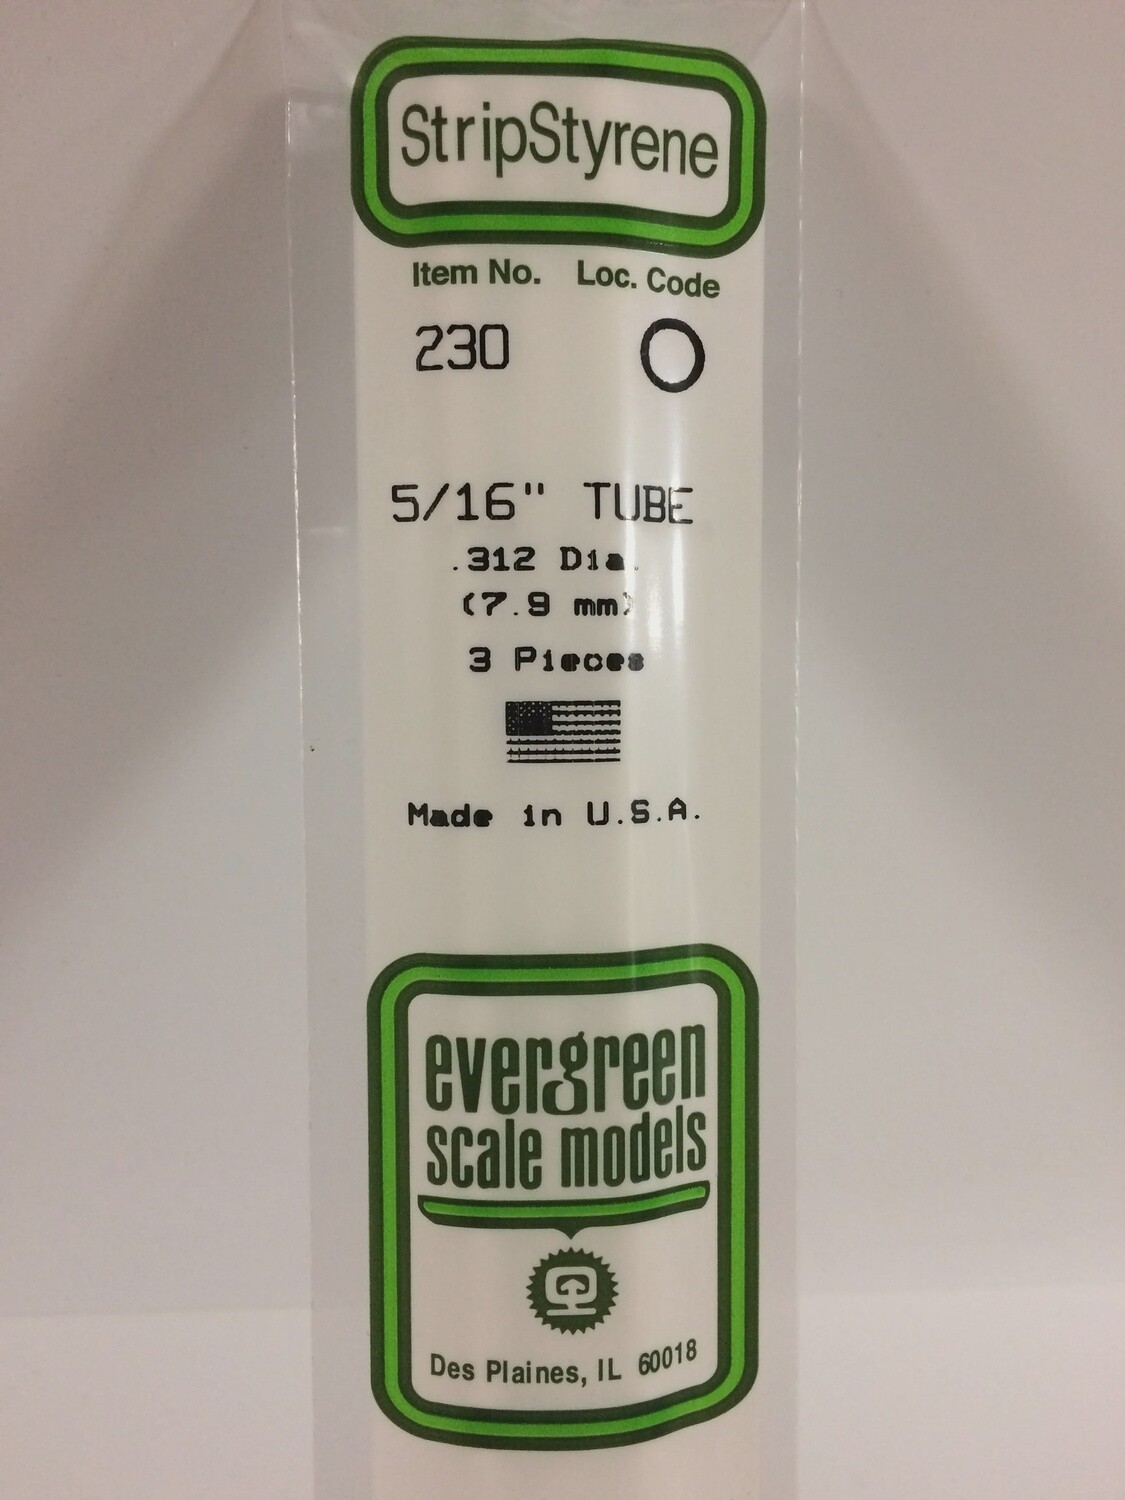 StripStyrene
Item No. Loc. Code
230 O
5/16" TUBE
.312 Dia.
(7.9 mm)
3 Pieces
Made in U.S.A.
evergreen
scale models
Des Plaines, IL 60018